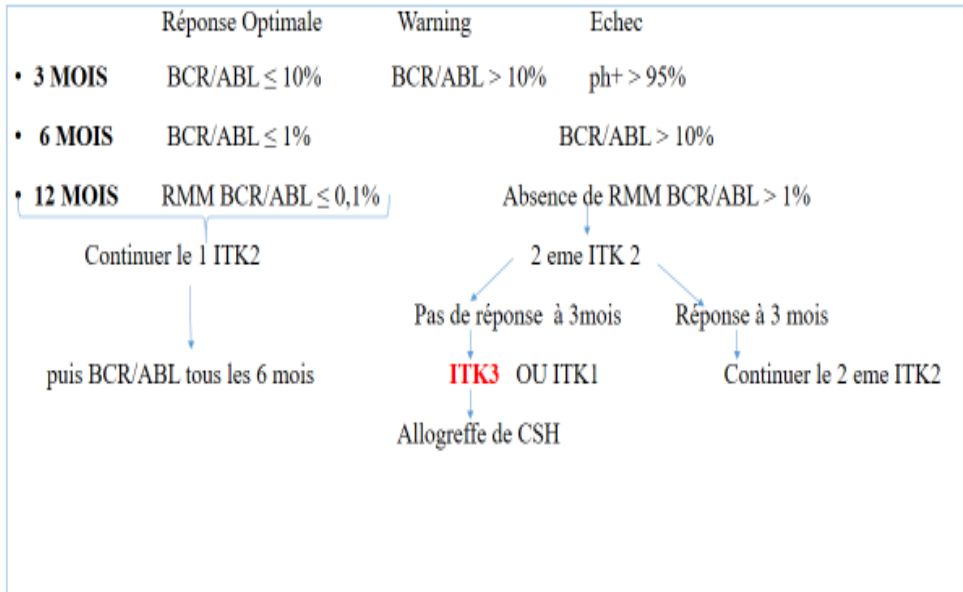 Réponse Optimale Warning Echec
• 3 MOIS BCR/ABL ≤ 10% BCR/ABL > 10% ph+ > 95%
• 6 MOIS BCR/ABL ≤ 1% BCR/ABL > 10%
• 12 MOIS RMM BCR/ABL ≤ 0,1% Absence de RMM BCR/ABL > 1%
Continuer le 1 ITK2 2 eme ITK 2
Pas de réponse à 3mois Réponse à 3 mois
puis BCR/ABL tous les 6 mois ITK3 OU ITK1 Continuer le 2 eme ITK2
Allogreffe de CSH